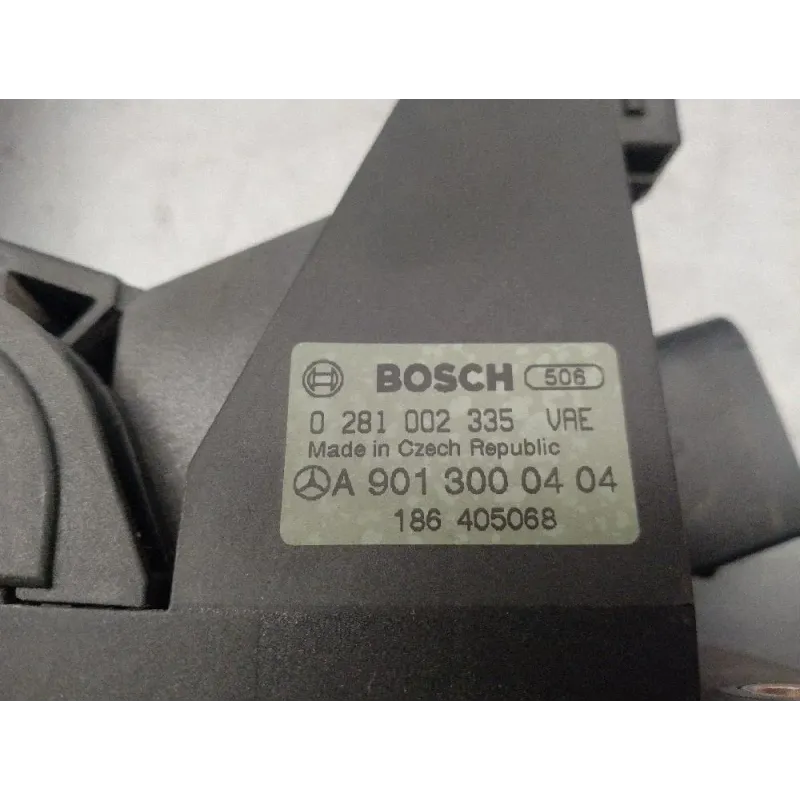 BOSCH 506
0 281 002 335 VAE
Made in Czech Republic
A 901 300 04 04
186 405068